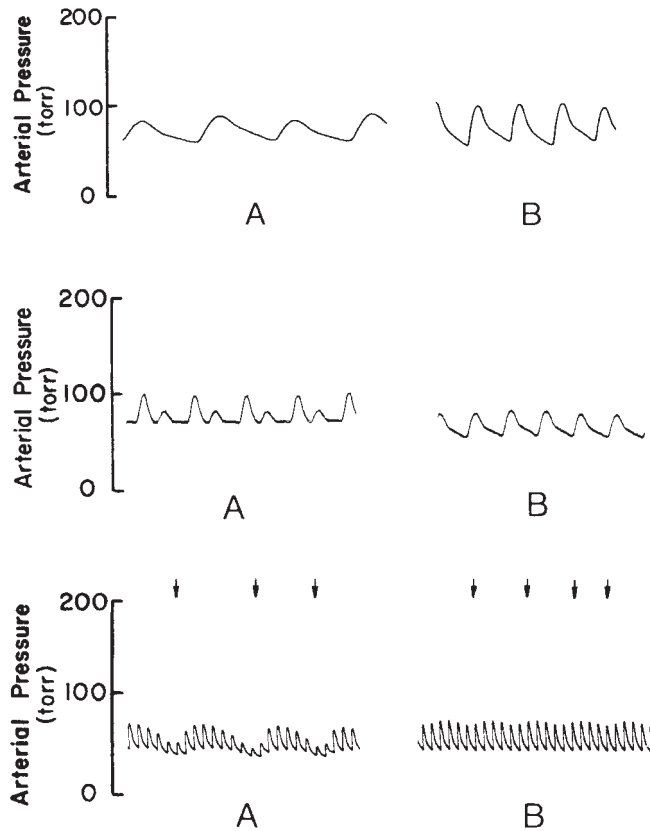 Arterial Pressure
(torr)
200
100
0
A
B
Arterial Pressure
(torr)
200
100
0
A
B
Arterial Pressure
(torr)
200
100
0
A
B